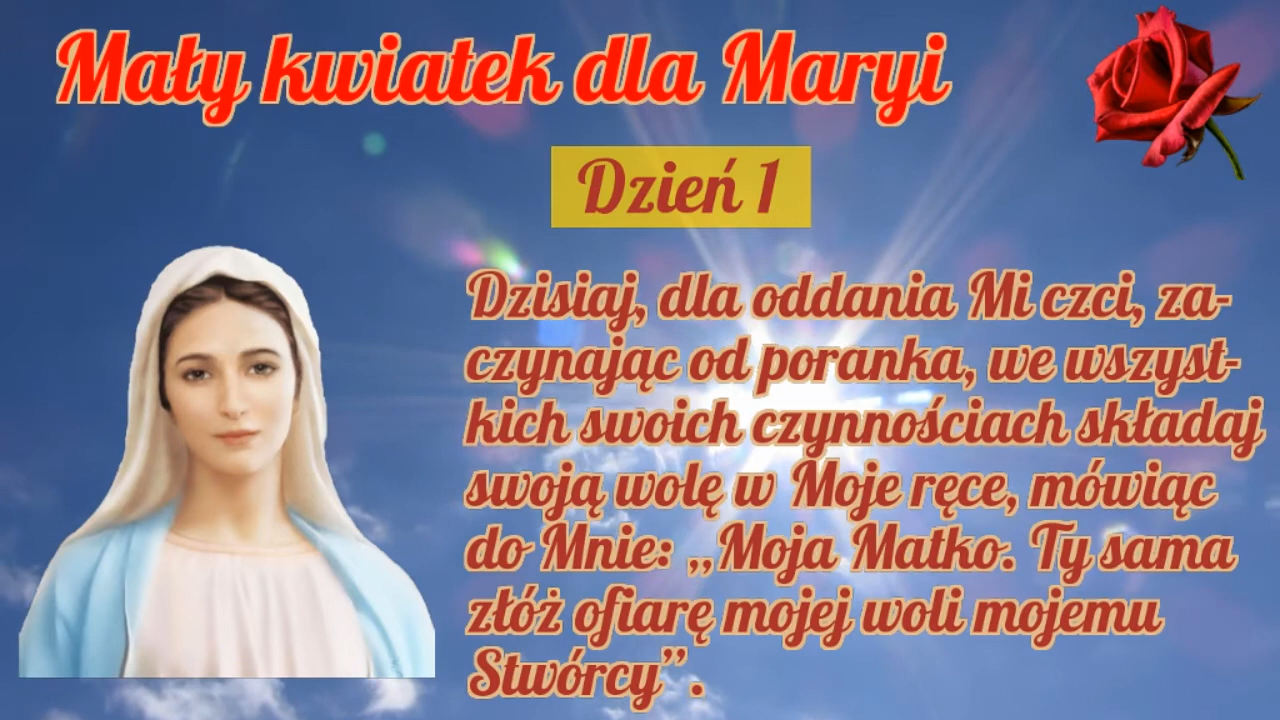 Mały kwiatek dla Maryi
Dzień 1
Dzisiaj, dla oddania Mi czci, za-
czynając od poranka, we wszyst-
kich swoich czynnościach składaj
swoją wolę w Moje ręce, mówiąc
do Mnie: „Moja Matko. Ty sama
złóż ofiarę mojej woli mojemu
Stwórcy”.